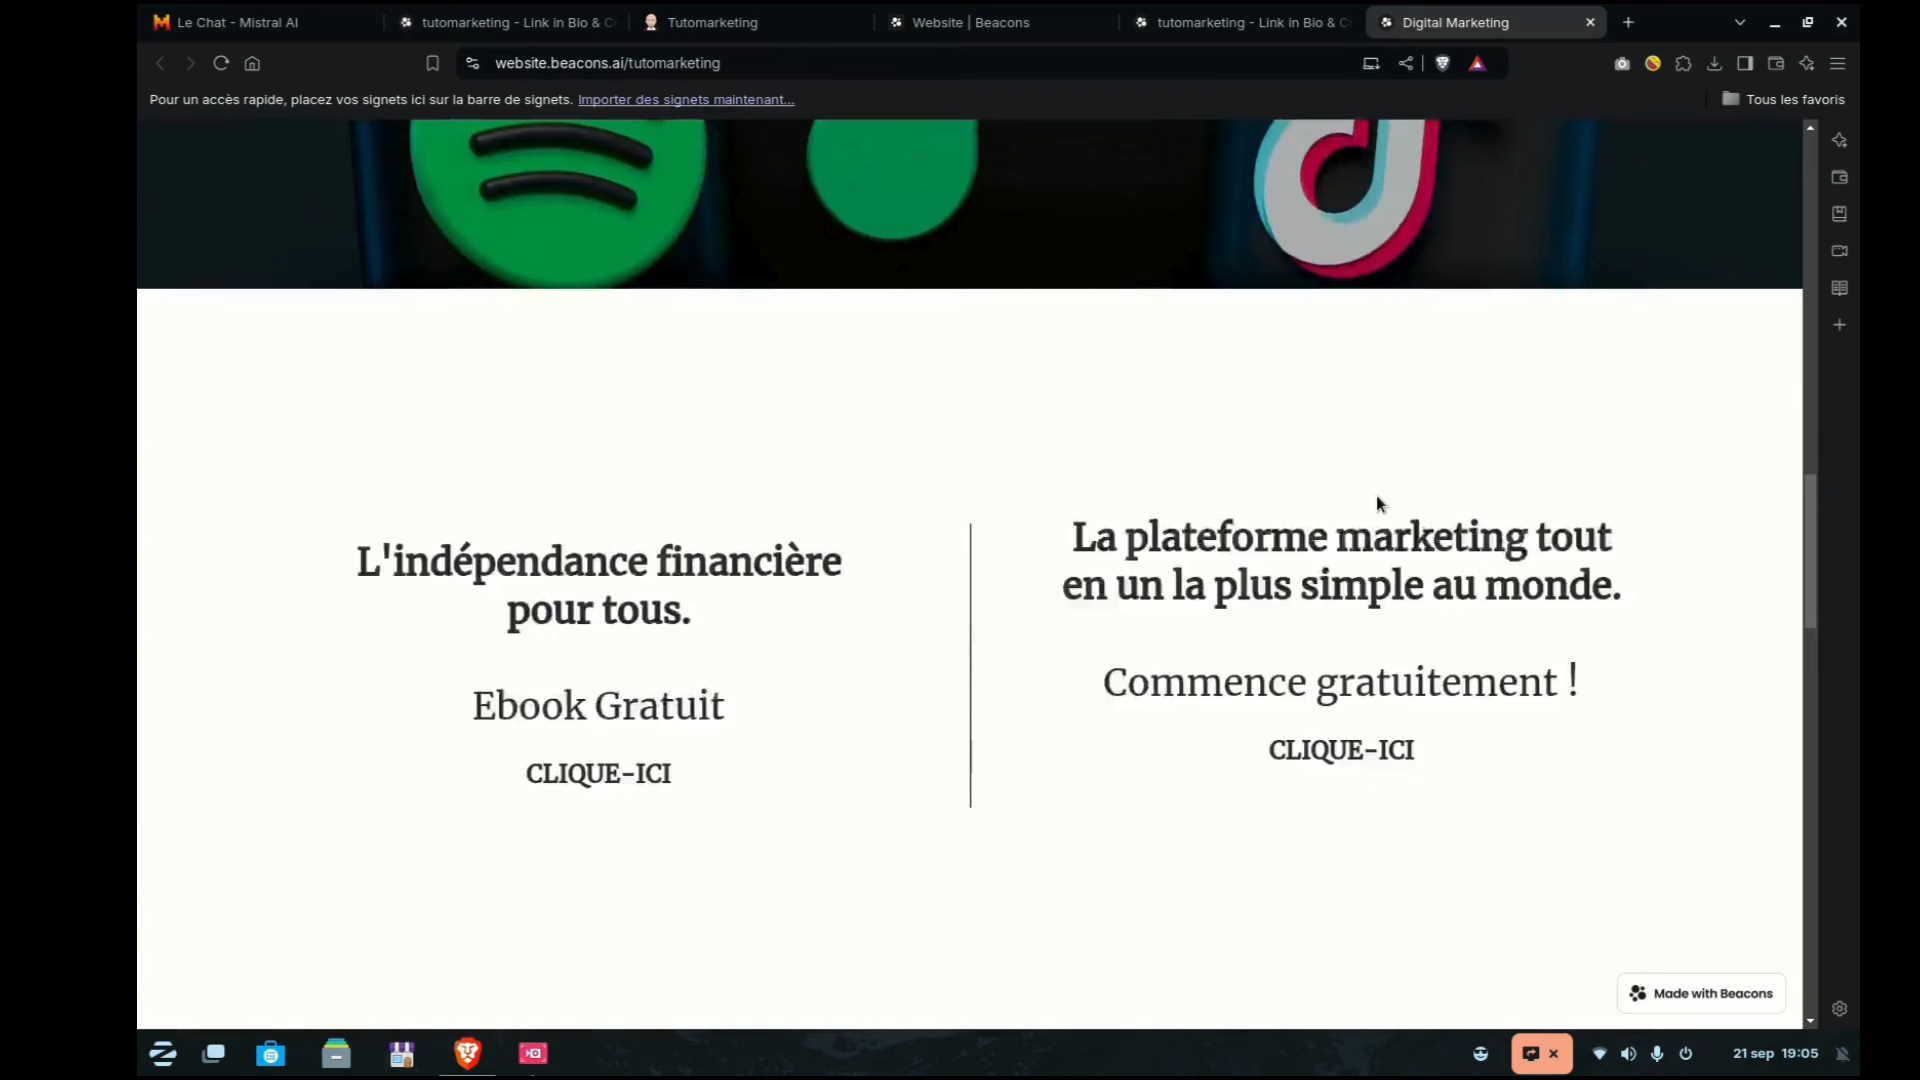 Le Chat - Mistral AI
tutomarketing - Link in Bio & C
Tutomarketing
Website | Beacons
tutomarketing - Link in Bio & C
Digital Marketing
website.beacons.ai/tutomarketing
Pour un accès rapide, placez vos signets ici sur la barre de signets. Importer des signets maintenant...
Tous les favoris
L'indépendance financière
pour tous.
Ebook Gratuit
CLIQUE-ICI
La plateforme marketing tout
en un la plus simple au monde.
Commence gratuitement !
CLIQUE-ICI
Made with Beacons
21 sep 19:05